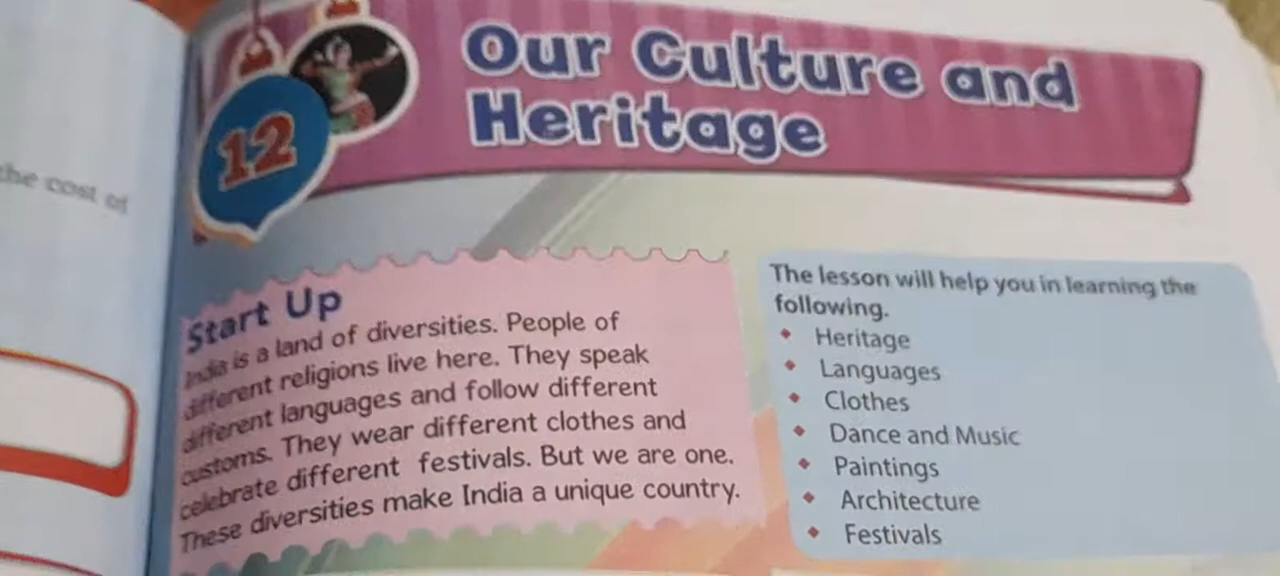 the cost of
12
Our Culture and
Heritage
Start Up
India is a land of diversities. People of
different religions live here. They speak
different languages and follow different
customs. They wear different clothes and
celebrate different festivals. But we are one.
These diversities make India a unique country.
The lesson will help you in learning the
following.
Heritage
Languages
Clothes
Dance and Music
Paintings
Architecture
Festivals